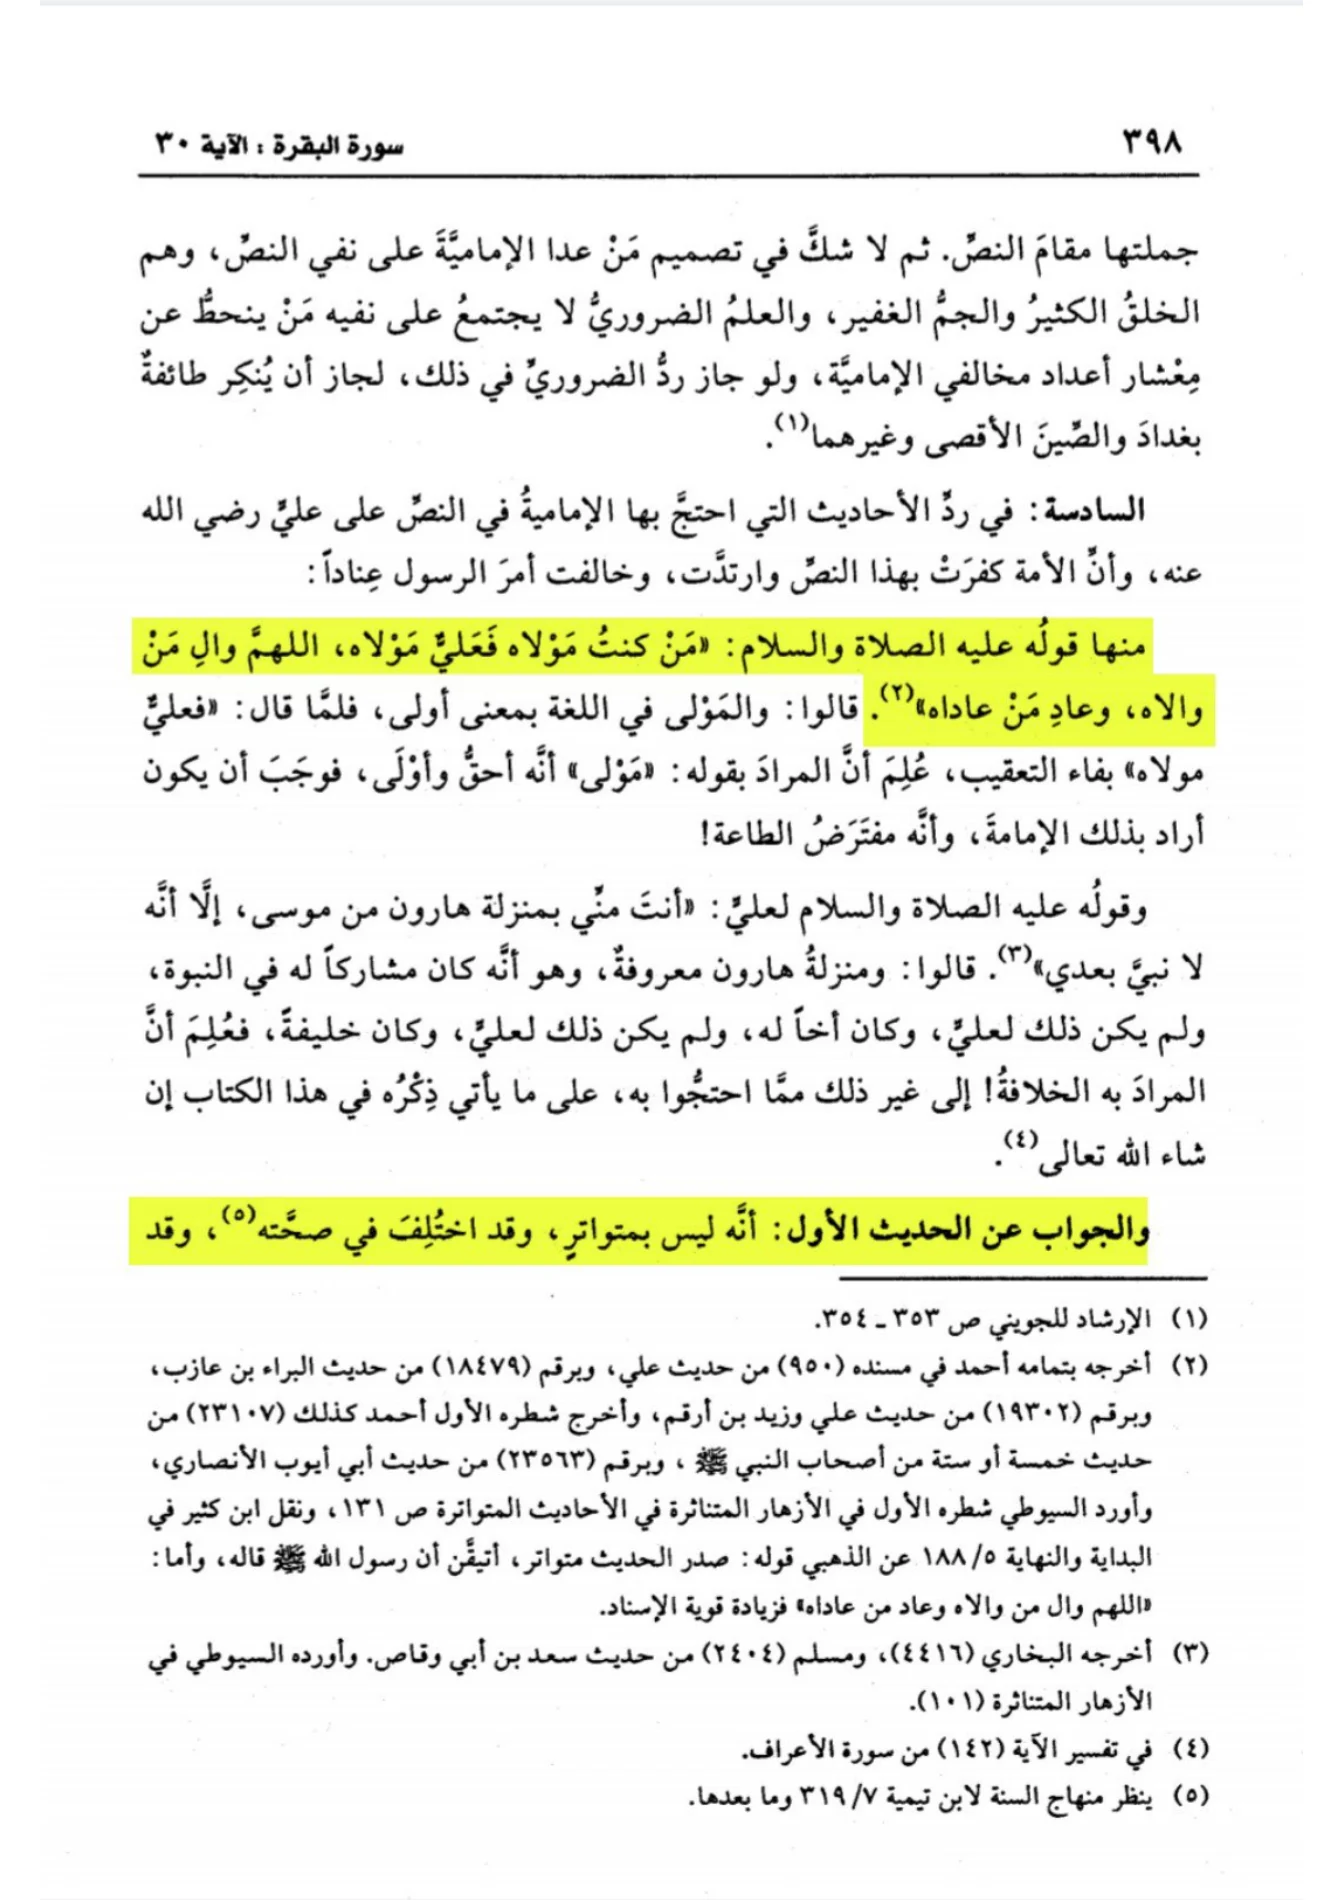 ٣٩٨
سورة البقرة : الآية ٣٠
جملتها مقامَ النصِّ. ثم لا شكَّ في تصميم مَنْ عدا الإماميَّةَ على نفي النصِّ، وهم
الخلقُ الكثيرُ والجمُّ الغفير، والعلمُ الضروريُّ لا يجتمعُ على نفيه مَنْ ينحطُّ عن
مِعْشار أعداد مخالفي الإماميَّة، ولو جاز ردُّ الضروريِّ في ذلك، لجاز أن يُنكِر طائفةٌ
بغدادَ والصِّينَ الأقصى وغيرهما(١).
السادسة: في ردِّ الأحاديث التي احتجَّ بها الإماميةُ في النصِّ على عليٍّ رضي الله
عنه، وأنَّ الأمة كفرَتْ بهذا النصِّ وارتدَّت، وخالفت أمرَ الرسول عِناداً:
منها قولُه عليه الصلاة والسلام: «مَنْ كنتُ مَوْلاه فَعَليٌّ مَوْلاه، اللهمَّ والِ مَنْ
والاه، وعادِ مَنْ عاداه»(٢). قالوا: والمَوْلى في اللغة بمعنى أولى، فلمَّا قال: «فعليٌّ
مولاه» بفاء التعقيب، عُلِمَ أنَّ المرادَ بقوله: «مَوْلى» أنَّه أحقُّ وأوْلَى، فوجَبَ أن يكون
أراد بذلك الإمامةَ، وأنَّه مفتَرَضُ الطاعة!
وقولُه عليه الصلاة والسلام لعليٍّ: «أنتَ منِّي بمنزلة هارون من موسى، إلَّا أنَّه
لا نبيَّ بعدي»(٣). قالوا: ومنزلةُ هارون معروفةٌ، وهو أنَّه كان مشاركاً له في النبوة،
ولم يكن ذلك لعليٍّ، وكان أخاً له، ولم يكن ذلك لعليٍّ، وكان خليفةً، فعُلِمَ أنَّ
المرادَ به الخلافةُ! إلى غير ذلك ممَّا احتجُّوا به، على ما يأتي ذِكْرُه في هذا الكتاب إن
شاء الله تعالى(٤).
والجواب عن الحديث الأول: أنَّه ليس بمتواترٍ، وقد اختُلِفَ في صحَّته(٥)، وقد
(١) الإرشاد للجويني ص ٣٥٣ ـ ٣٥٤.
(٢) أخرجه بتمامه أحمد في مسنده (٩٥٠) من حديث علي، وبرقم (١٨٤٧٩) من حديث البراء بن عازب،
وبرقم (١٩٣٠٢) من حديث علي وزيد بن أرقم، وأخرج شطره الأول أحمد كذلك (٢٣١٠٧) من
حديث خمسة أو ستة من أصحاب النبي ﷺ ، وبرقم (٢٣٥٦٣) من حديث أبي أيوب الأنصاري،
وأورد السيوطي شطره الأول في الأزهار المتناثرة في الأحاديث المتواترة ص ١٣١، ونقل ابن كثير في
البداية والنهاية ١٨٨/٥ عن الذهبي قوله: صدر الحديث متواتر، أتيقَّن أن رسول الله ﷺ قاله، وأما:
«اللهم وال من والاه وعاد من عاداه» فزيادة قوية الإسناد.
(٣) أخرجه البخاري (٤٤١٦)، ومسلم (٢٤٠٤) من حديث سعد بن أبي وقاص. وأورده السيوطي في
الأزهار المتناثرة (١٠١).
(٤) في تفسير الآية (١٤٢) من سورة الأعراف.
(٥) ينظر منهاج السنة لابن تيمية ٣١٩/٧ وما بعدها.